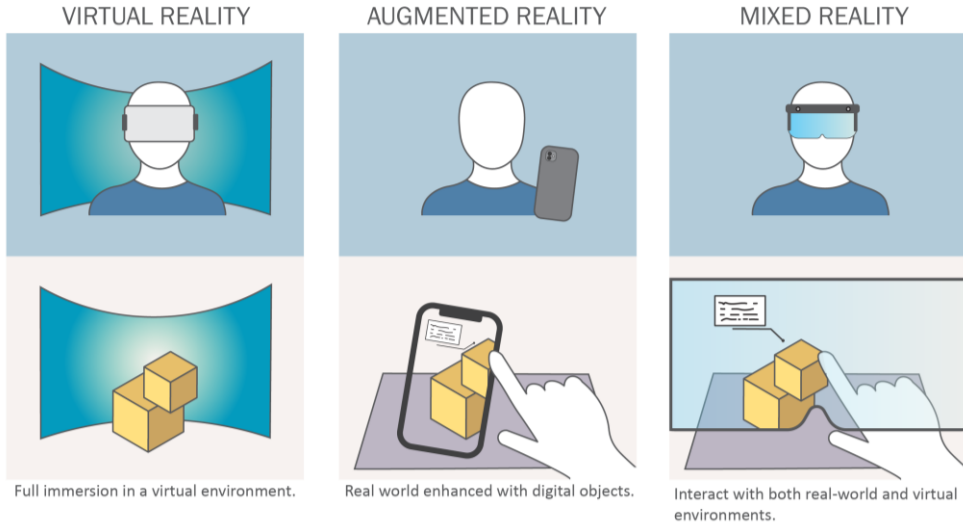 VIRTUAL REALITY
AUGMENTED REALITY
MIXED REALITY
Full immersion in a virtual environment.
Real world enhanced with digital objects.
Interact with both real-world and virtual
environments.